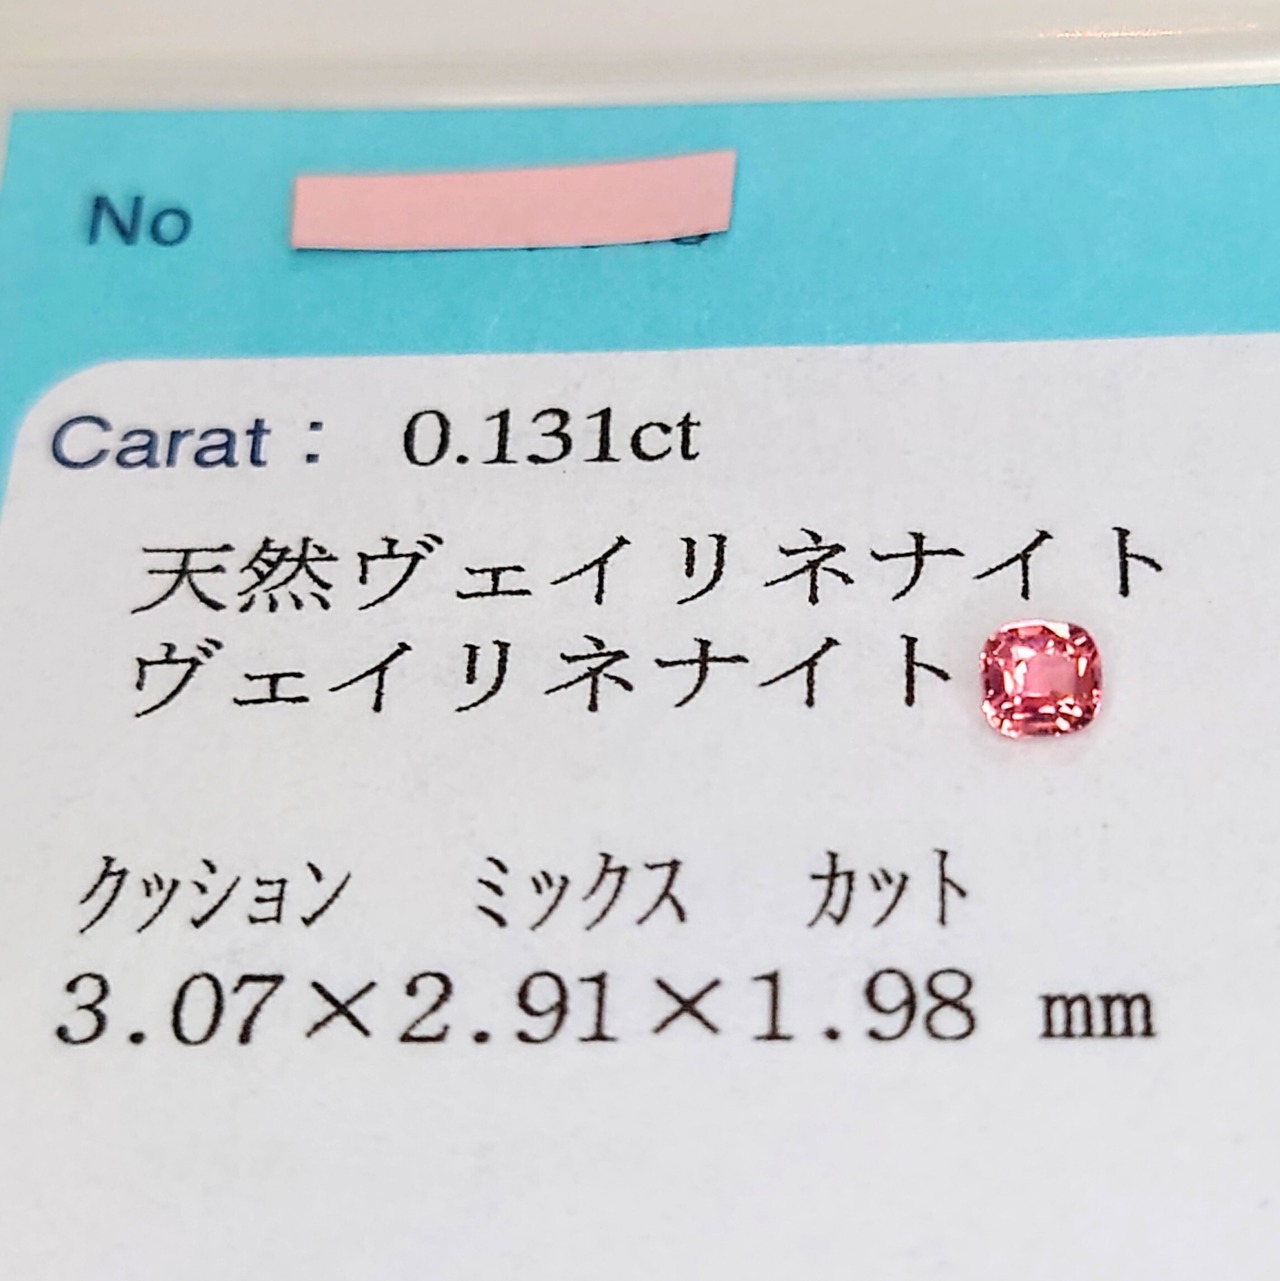 No
Carat : 0.131ct
天然ヴェイリネナイト
ヴェイリネナイト
クッション ミックス カット
3.07×2.91×1.98 mm